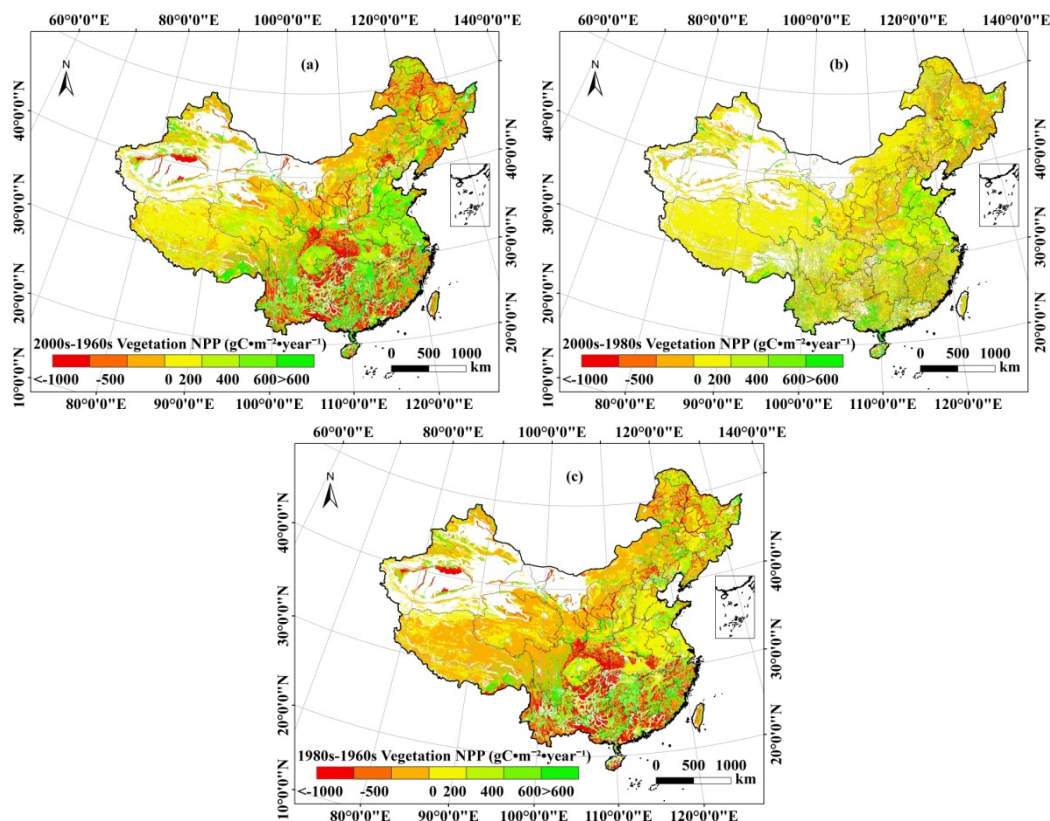 60°0'0"E 80°0'0"E 100°0'0"E 120°0'0"E 140°0'0"E
N
(a)
40°0'0"N
30°0'0"N
20°0'0"N
10°0'0"N
40°0'0"N
30°0'0"N
20°0'0"N
2000s-1960s Vegetation NPP (gC•m⁻²•year⁻¹)
<-1000 -500 0 200 400 600>600
0 500 1000
km
80°0'0"E 90°0'0"E 100°0'0"E 110°0'0"E 120°0'0"E
60°0'0"E 80°0'0"E 100°0'0"E 120°0'0"E 140°0'0"E
N
(b)
40°0'0"N
30°0'0"N
20°0'0"N
10°0'0"N
40°0'0"N
30°0'0"N
20°0'0"N
2000s-1980s Vegetation NPP (gC•m⁻²•year⁻¹)
<-1000 -500 0 200 400 600>600
0 500 1000
km
80°0'0"E 90°0'0"E 100°0'0"E 110°0'0"E 120°0'0"E
60°0'0"E 80°0'0"E 100°0'0"E 120°0'0"E 140°0'0"E
N
(c)
40°0'0"N
30°0'0"N
20°0'0"N
10°0'0"N
40°0'0"N
30°0'0"N
20°0'0"N
1980s-1960s Vegetation NPP (gC•m⁻²•year⁻¹)
<-1000 -500 0 200 400 600>600
0 500 1000
km
80°0'0"E 90°0'0"E 100°0'0"E 110°0'0"E 120°0'0"E